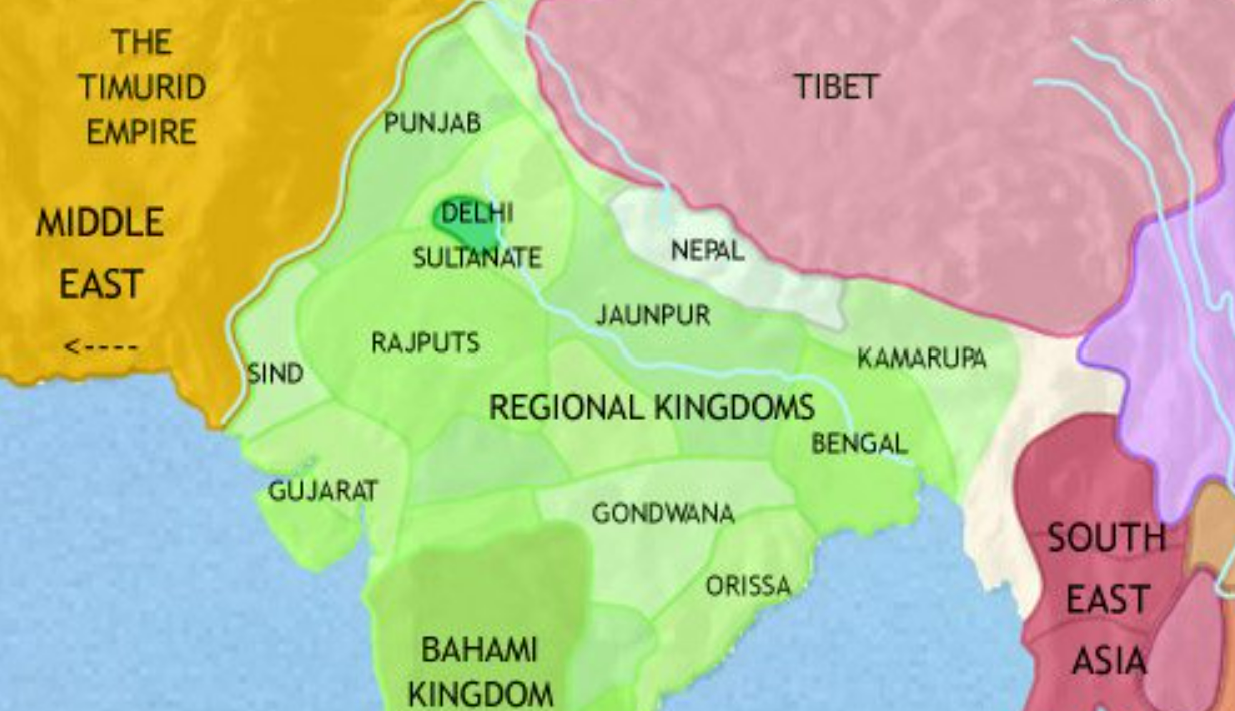 THE
TIMURID
EMPIRE
TIBET
PUNJAB
MIDDLE
EAST
<----
DELHI
SULTANATE
NEPAL
JAUNPUR
RAJPUTS
KAMARUPA
SIND
REGIONAL KINGDOMS
BENGAL
GUJARAT
GONDWANA
SOUTH
EAST
ASIA
ORISSA
BAHAMI
KINGDOM